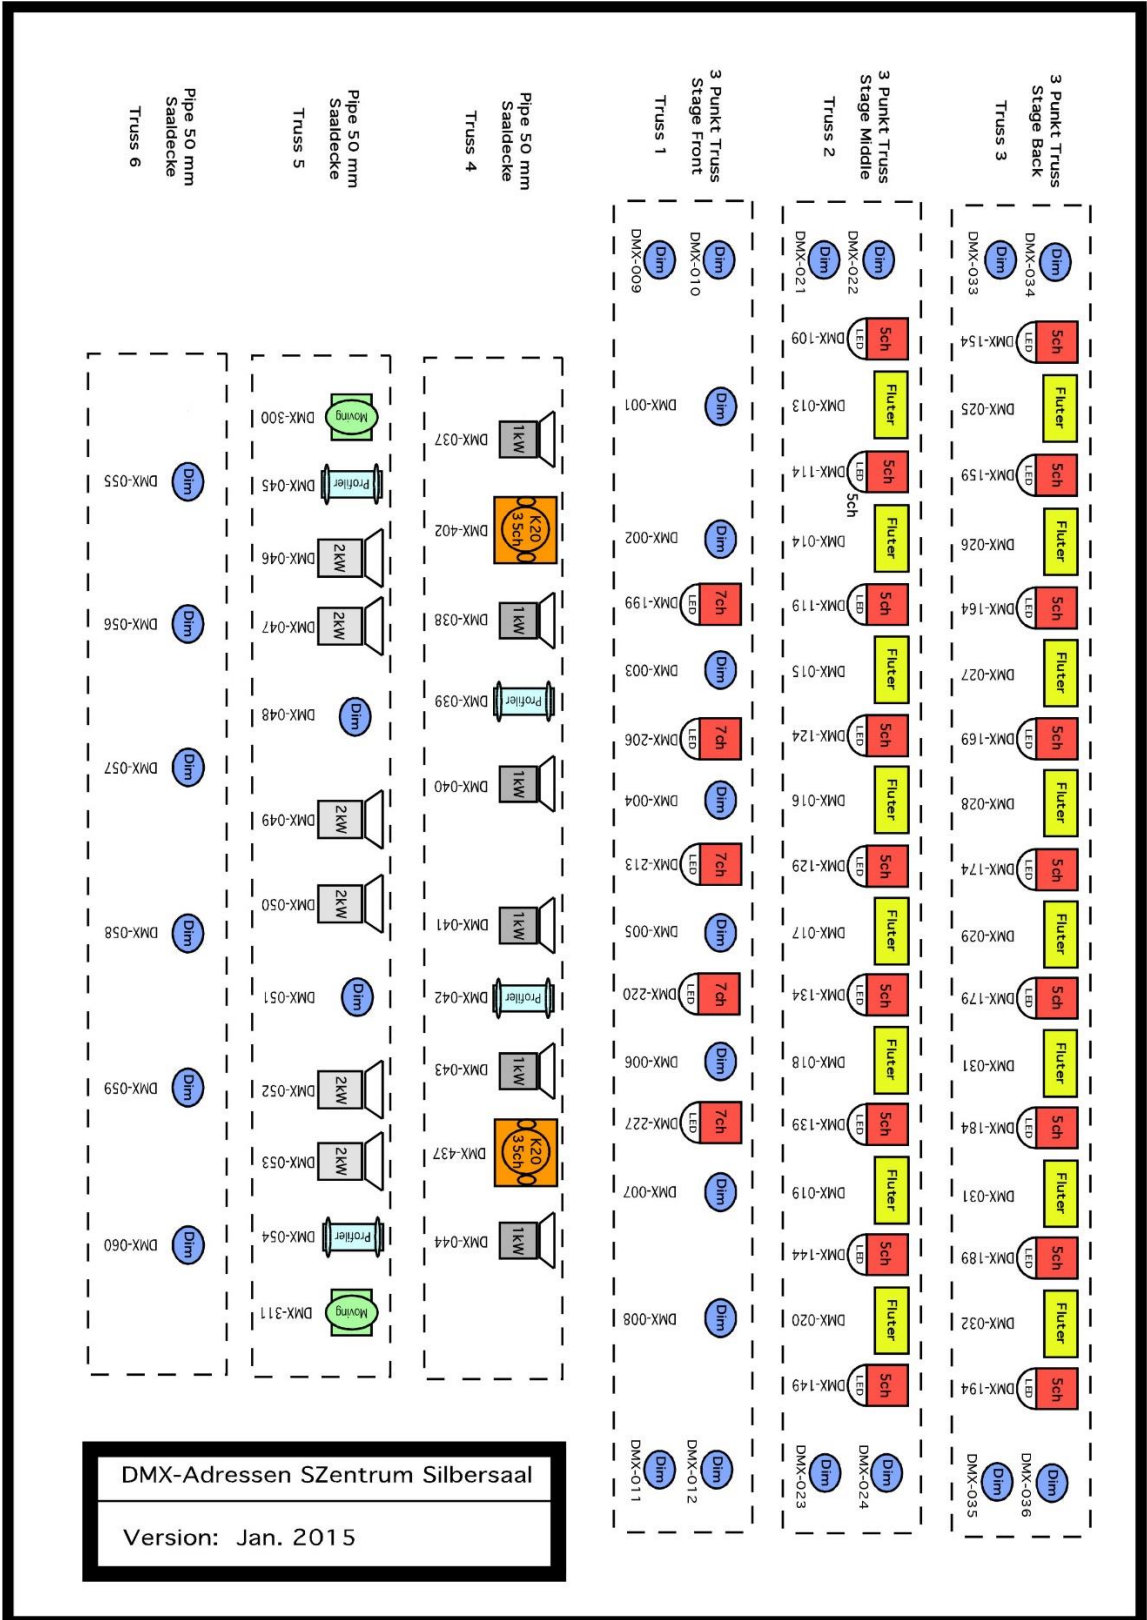 3 Punkt Truss
Stage Back
Truss 3
Dim
DMX-034
Dim
DMX-033
5ch
LED
DMX-154
Fluter
DMX-025
5ch
LED
DMX-159
Fluter
DMX-026
5ch
LED
DMX-164
Fluter
DMX-027
5ch
LED
DMX-169
Fluter
DMX-028
5ch
LED
DMX-174
Fluter
DMX-029
5ch
LED
DMX-179
Fluter
DMX-031
5ch
LED
DMX-184
Fluter
DMX-031
5ch
LED
DMX-189
Fluter
DMX-032
5ch
LED
DMX-194
Dim
DMX-036
Dim
DMX-035
3 Punkt Truss
Stage Middle
Truss 2
Dim
DMX-022
Dim
DMX-021
5ch
LED
DMX-109
Fluter
DMX-013
5ch
LED
DMX-114
5ch
Fluter
DMX-014
5ch
LED
DMX-119
Fluter
DMX-015
5ch
LED
DMX-124
Fluter
DMX-016
5ch
LED
DMX-129
Fluter
DMX-017
5ch
LED
DMX-134
Fluter
DMX-018
5ch
LED
DMX-139
Fluter
DMX-019
5ch
LED
DMX-144
Fluter
DMX-020
5ch
LED
DMX-149
Dim
DMX-024
Dim
DMX-023
3 Punkt Truss
Stage Front
Truss 1
Dim
DMX-010
Dim
DMX-009
Dim
DMX-001
Dim
DMX-002
7ch
LED
DMX-199
Dim
DMX-003
7ch
LED
DMX-206
Dim
DMX-004
7ch
LED
DMX-213
Dim
DMX-005
7ch
LED
DMX-220
Dim
DMX-006
7ch
LED
DMX-227
Dim
DMX-007
Dim
DMX-008
Dim
DMX-012
Dim
DMX-011
Pipe 50 mm
Saaldecke
Truss 4
1kW
DMX-037
K20
35ch
DMX-402
1kW
DMX-038
Profiler
DMX-039
1kW
DMX-040
1kW
DMX-041
Profiler
DMX-042
1kW
DMX-043
K20
35ch
DMX-437
1kW
DMX-044
Pipe 50 mm
Saaldecke
Truss 5
Moving
DMX-300
Profiler
DMX-045
2kW
DMX-046
2kW
DMX-047
Dim
DMX-048
2kW
DMX-049
2kW
DMX-050
Dim
DMX-051
2kW
DMX-052
2kW
DMX-053
Profiler
DMX-054
Moving
DMX-311
Pipe 50 mm
Saaldecke
Truss 6
Dim
DMX-055
Dim
DMX-056
Dim
DMX-057
Dim
DMX-058
Dim
DMX-059
Dim
DMX-060
DMX-Adressen SZentrum Silbersaal
Version: Jan. 2015